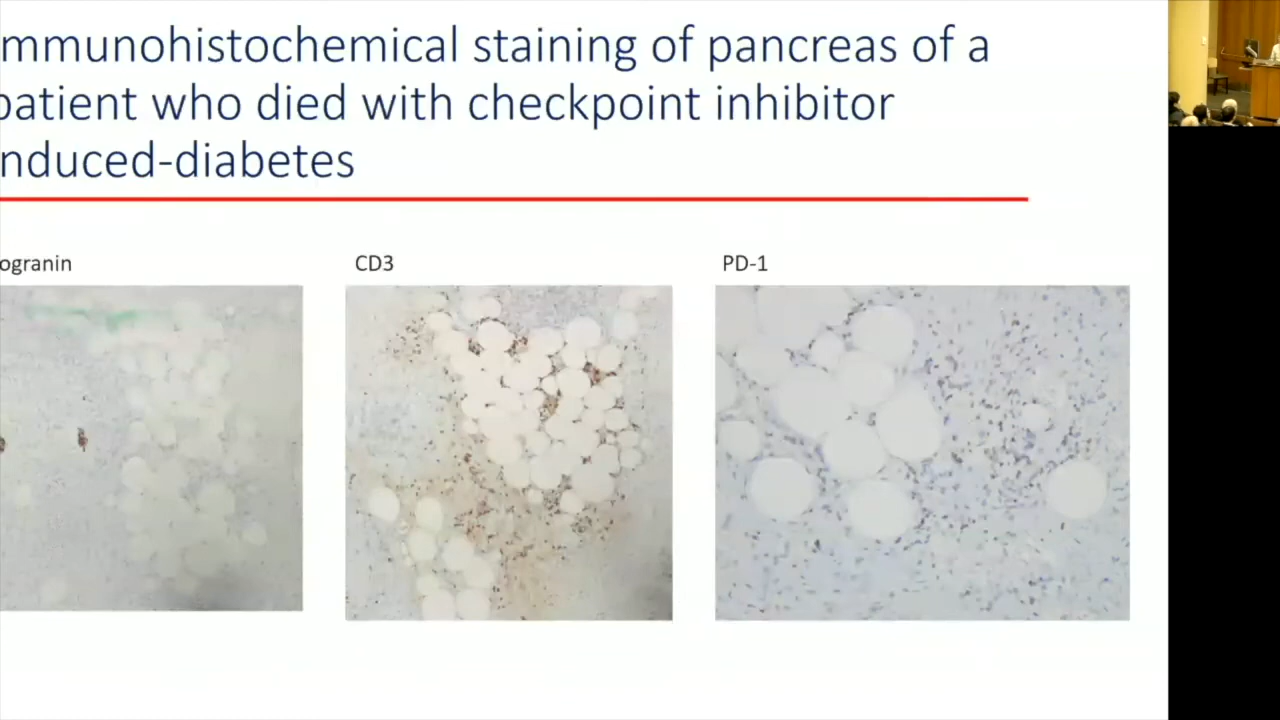 mmunohistochemical staining of pancreas of a
patient who died with checkpoint inhibitor
nduced-diabetes
ogranin
CD3
PD-1